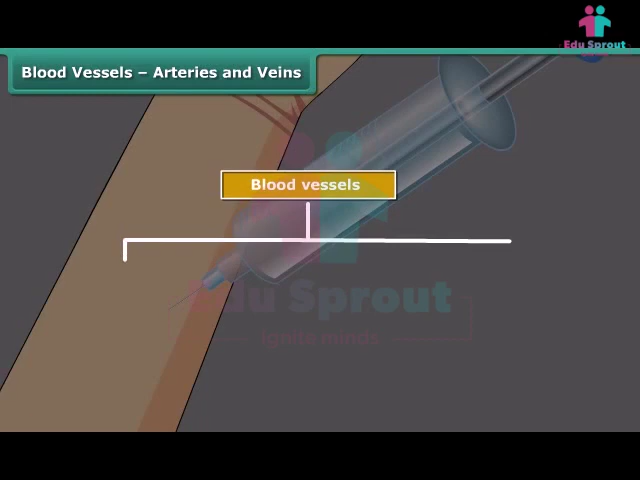 Edu Sprout
Blood Vessels – Arteries and Veins
Blood vessels
Edu Sprout
ignite minds